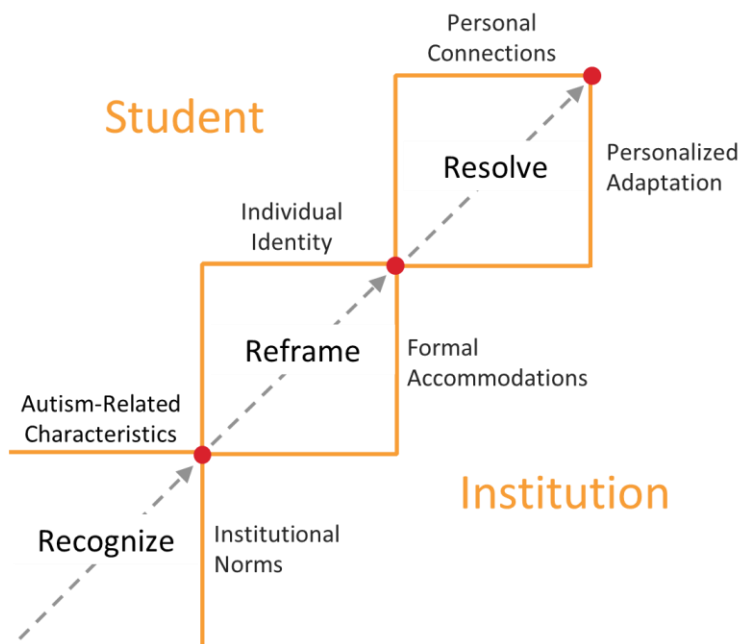 Personal
Connections
Student
Personalized
Adaptation
Resolve
Individual
Identity
Reframe
Formal
Accommodations
Autism-Related
Characteristics
Institution
Recognize
Institutional
Norms